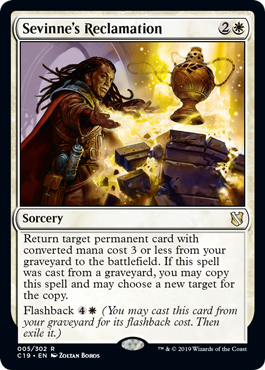 Sevinne's Reclamation 2
Sorcery
Return target permanent card with
converted mana cost 3 or less from your
graveyard to the battlefield. If this spell
was cast from a graveyard, you may copy
this spell and may choose a new target for
the copy.
Flashback 4 (You may cast this card from
your graveyard for its flashback cost. Then
exile it.)
005/302 R
C19 • EN ZOLTAN BOROS
™ & © 2019 Wizards of the Coast